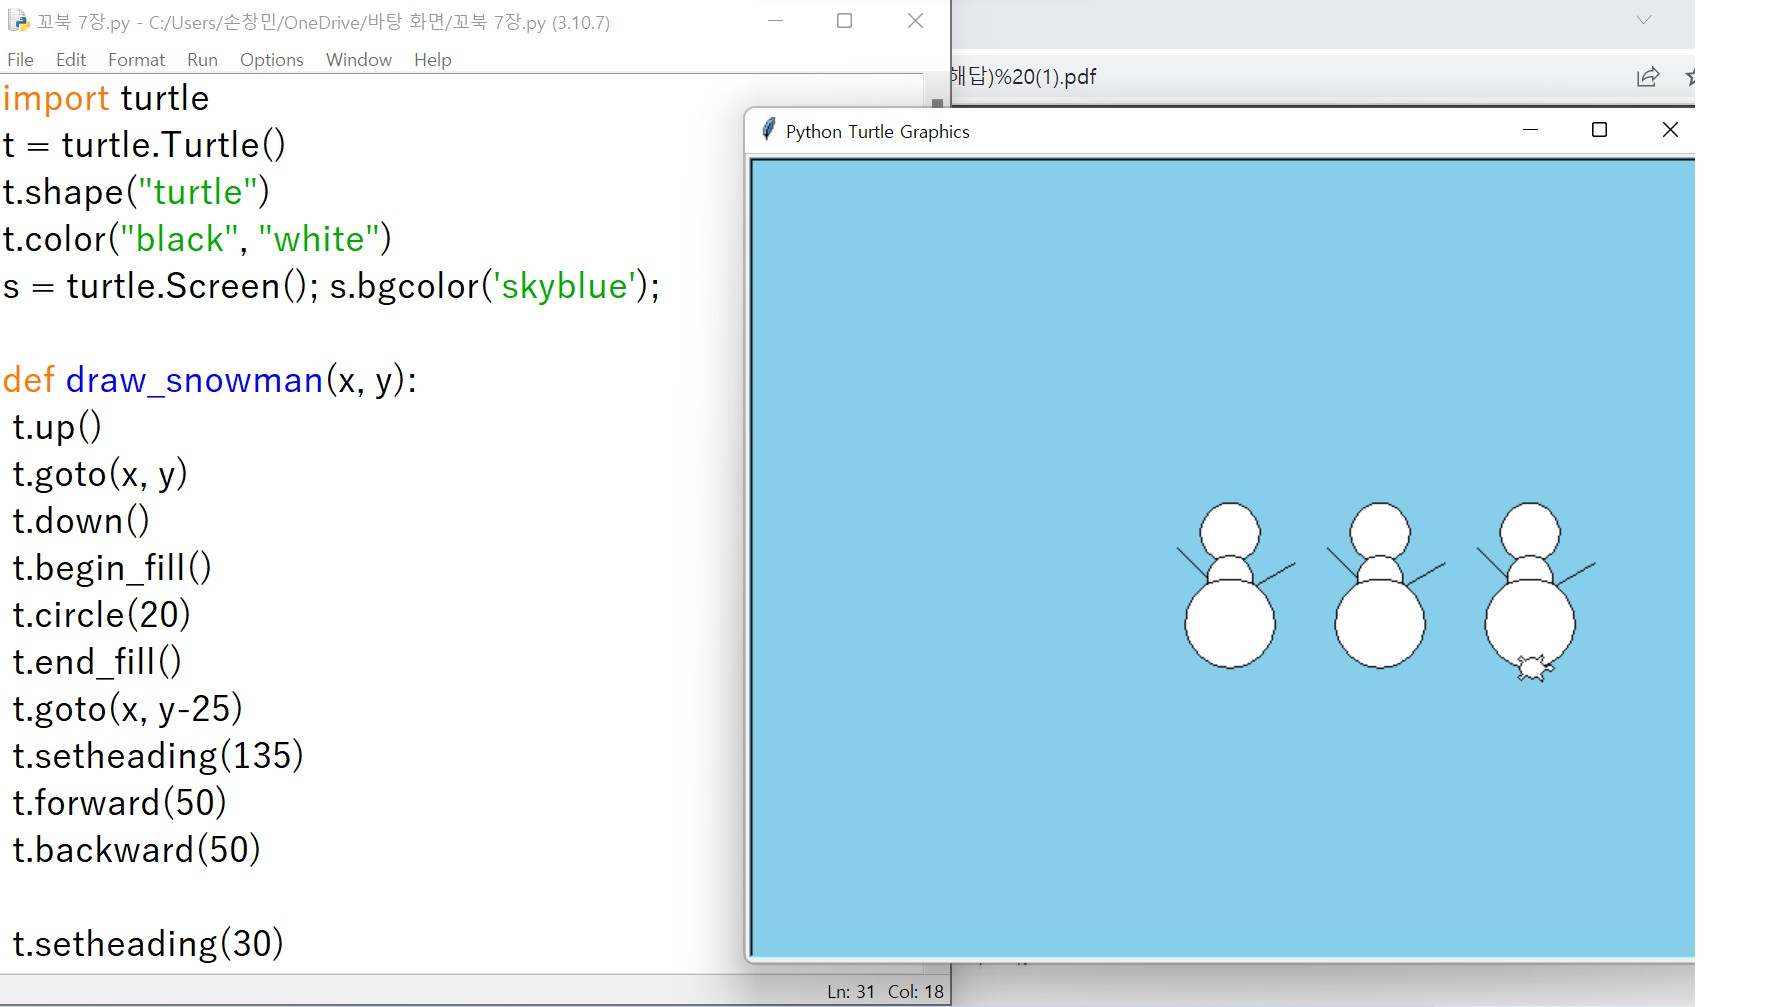 꼬북 7장.py - C:/Users/손창민/OneDrive/바탕 화면/꼬북 7장.py (3.10.7)
File Edit Format Run Options Window Help
import turtle
t = turtle.Turtle()
t.shape("turtle")
t.color("black", "white")
s = turtle.Screen(); s.bgcolor('skyblue');
def draw_snowman(x, y):
t.up()
t.goto(x, y)
t.down()
t.begin_fill()
t.circle(20)
t.end_fill()
t.goto(x, y-25)
t.setheading(135)
t.forward(50)
t.backward(50)
t.setheading(30)
Ln: 31 Col: 18
해답)%20(1).pdf
Python Turtle Graphics